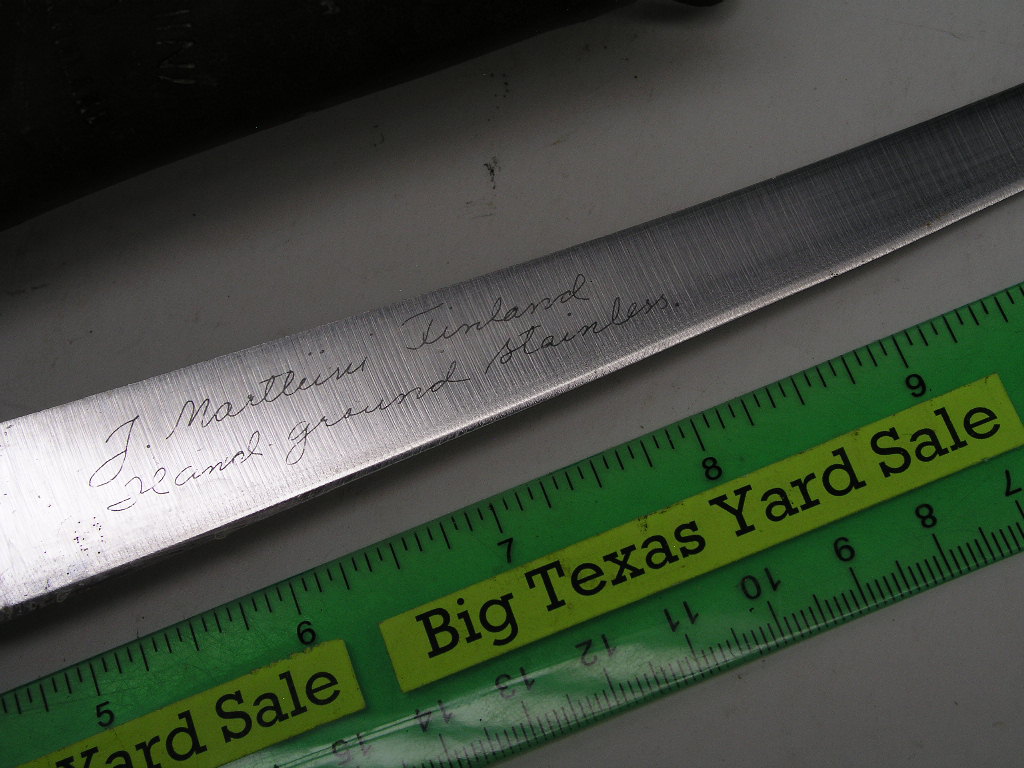 J. Marttiini Finland
Hand ground stainless.
5 6 7 8 9
Yard Sale
Big Texas Yard Sale
15 14 13 12 11 10 9 8 7